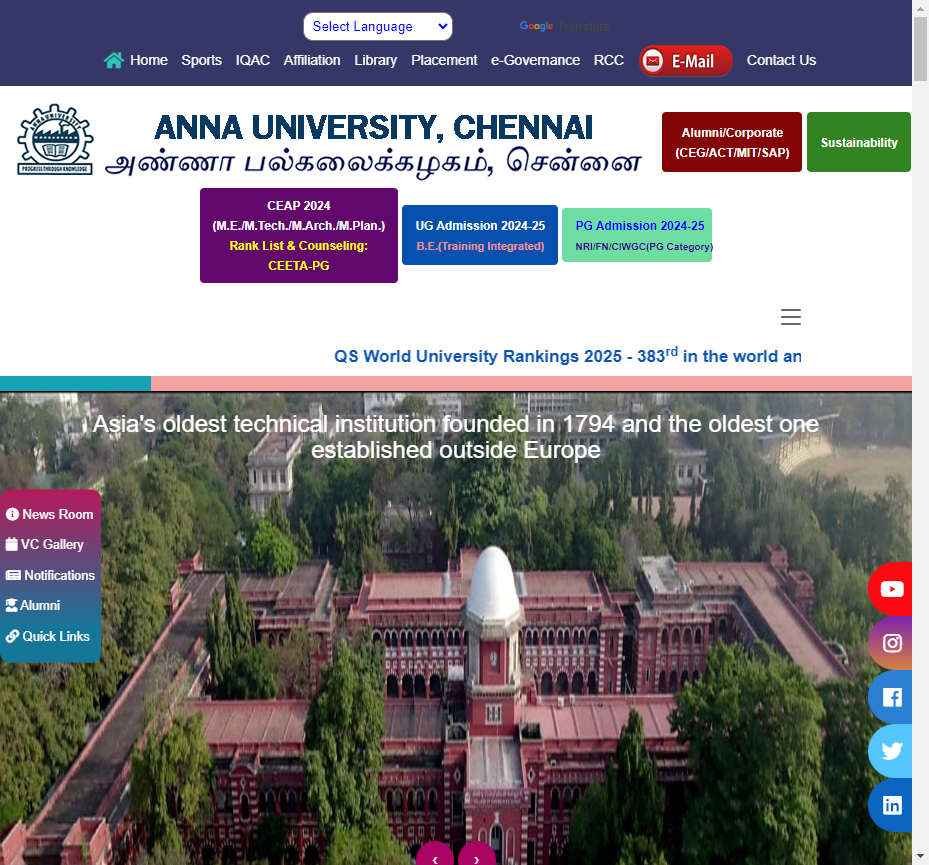 Select Language
Google Translate
Home Sports IQAC Affiliation Library Placement e-Governance RCC E-Mail Contact Us
ANNA UNIVERSITY, CHENNAI
அண்ணா பல்கலைக்கழகம், சென்னை
ANNA UNIVERSITY
PROGRESS THROUGH KNOWLEDGE
Alumni/Corporate
(CEG/ACT/MIT/SAP)
Sustainability
CEAP 2024
(M.E./M.Tech./M.Arch./M.Plan.)
Rank List & Counseling:
CEETA-PG
UG Admission 2024-25
B.E.(Training Integrated)
PG Admission 2024-25
NRI/FN/CIWGC(PG Category)
QS World University Rankings 2025 - 383rd in the world an
Asia's oldest technical institution founded in 1794 and the oldest one
established outside Europe
News Room
VC Gallery
Notifications
Alumni
Quick Links